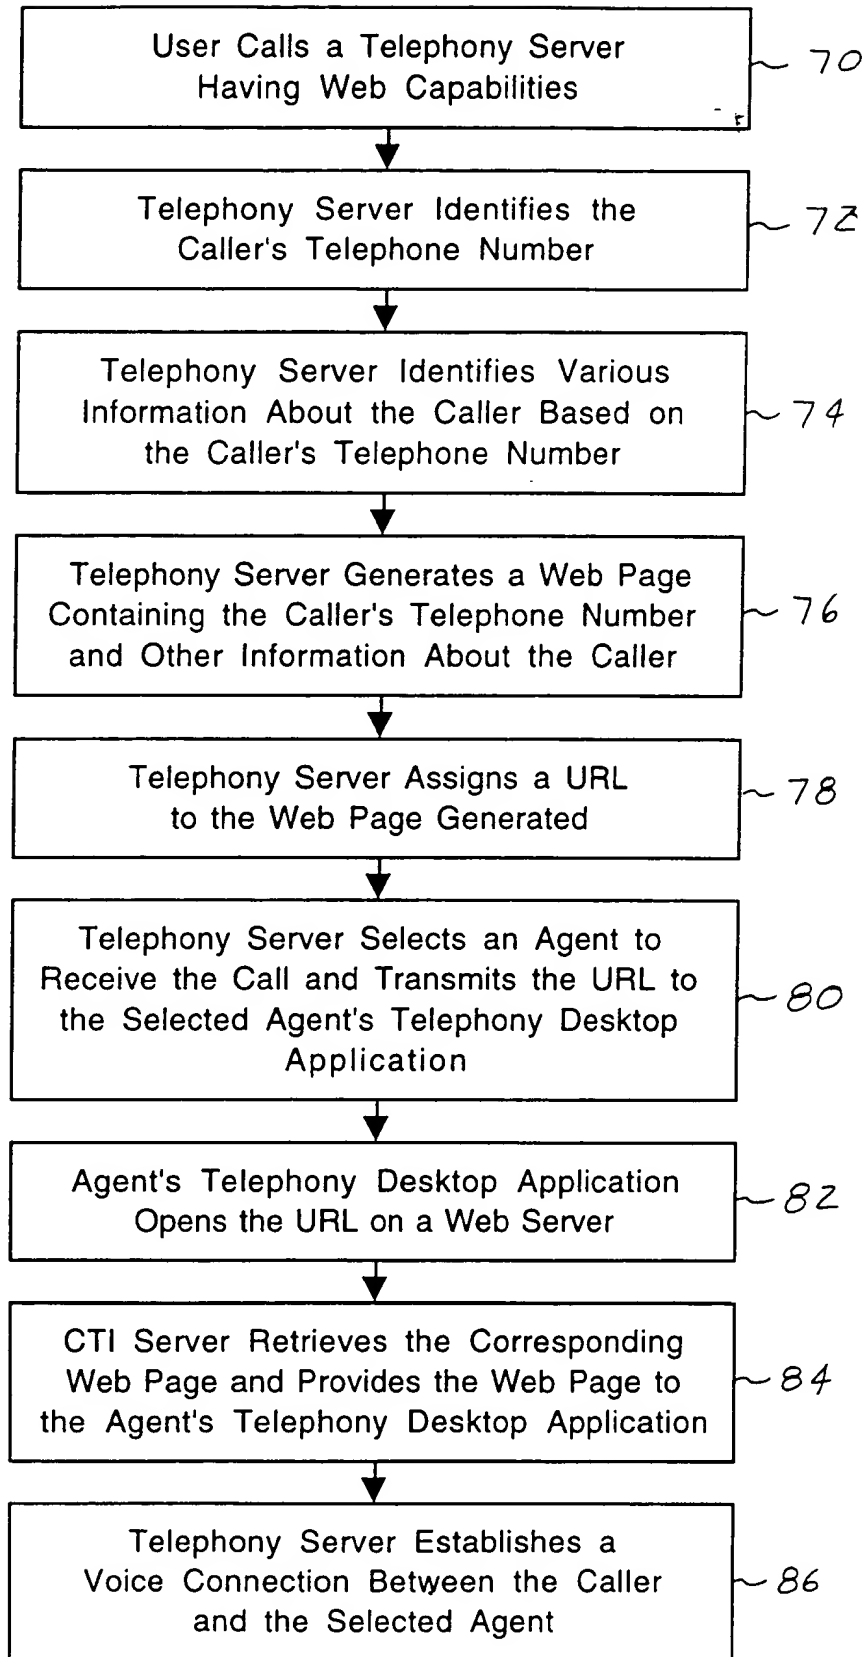 User Calls a Telephony Server
Having Web Capabilities
70
Telephony Server Identifies the
Caller's Telephone Number
72
Telephony Server Identifies Various
Information About the Caller Based on
the Caller's Telephone Number
74
Telephony Server Generates a Web Page
Containing the Caller's Telephone Number
and Other Information About the Caller
76
Telephony Server Assigns a URL
to the Web Page Generated
78
Telephony Server Selects an Agent to
Receive the Call and Transmits the URL to
the Selected Agent's Telephony Desktop
Application
80
Agent's Telephony Desktop Application
Opens the URL on a Web Server
82
CTI Server Retrieves the Corresponding
Web Page and Provides the Web Page to
the Agent's Telephony Desktop Application
84
Telephony Server Establishes a
Voice Connection Between the Caller
and the Selected Agent
86